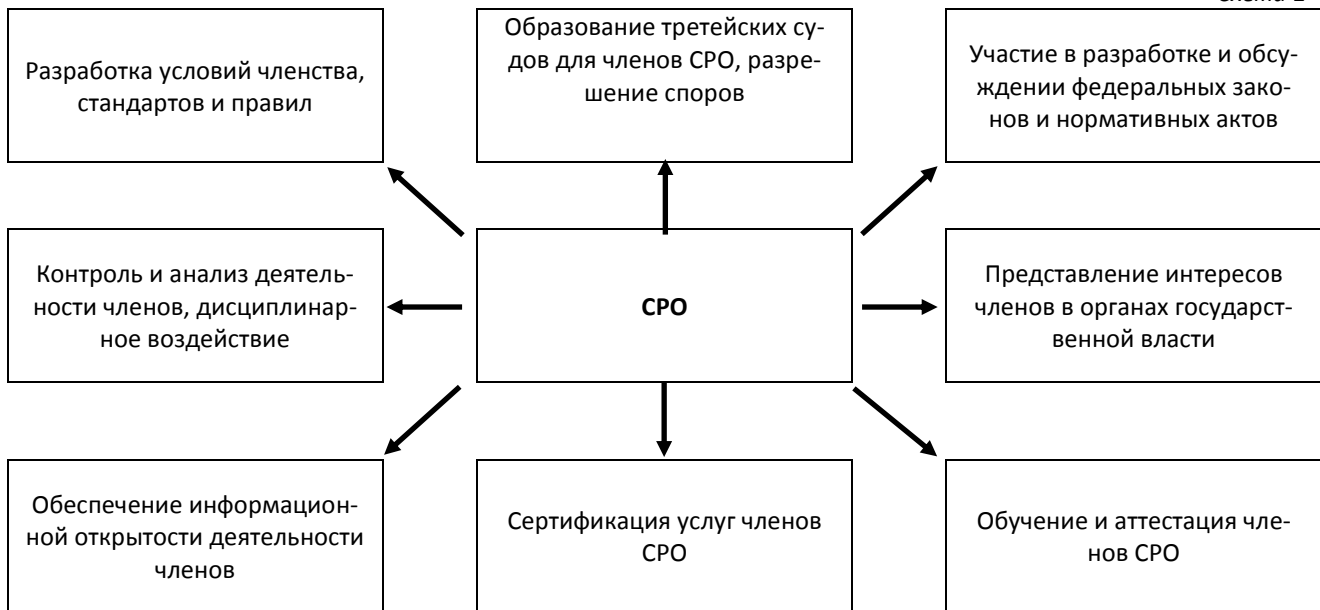 Разработка условий членства,
стандартов и правил
Образование третейских су-
дов для членов СРО, разре-
шение споров
Участие в разработке и обсу-
ждении федеральных зако-
нов и нормативных актов
Контроль и анализ деятель-
ности членов, дисциплинар-
ное воздействие
СРО
Представление интересов
членов в органах государст-
венной власти
Обеспечение информацион-
ной открытости деятельности
членов
Сертификация услуг членов
СРО
Обучение и аттестация чле-
нов СРО